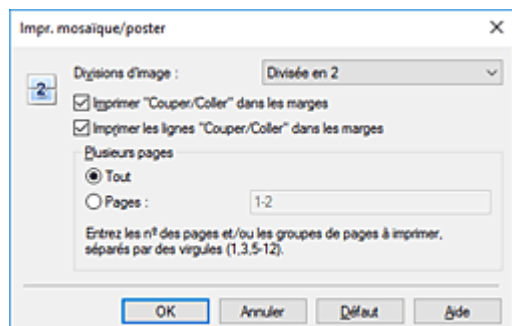 Impr. mosaïque/poster
Divisions d'image :
Divisée en 2
2
Imprimer "Couper/Coller" dans les marges
Imprimer les lignes "Couper/Coller" dans les marges
Plusieurs pages
Tout
Pages :
1-2
Entrez les nº des pages et/ou les groupes de pages à imprimer,
séparés par des virgules (1,3,5-12).
OK Annuler Défaut Aide